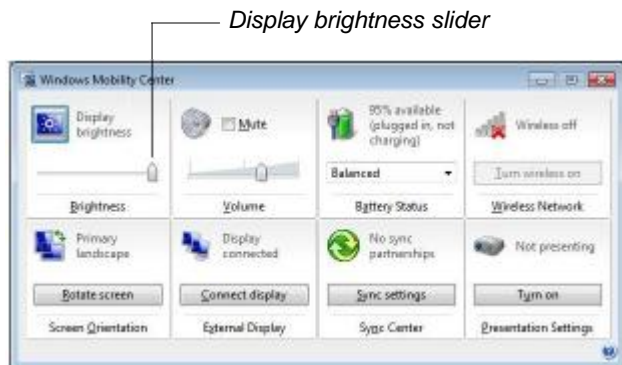 Display brightness slider
Windows Mobility Center
Display
brightness
Brightness
Mute
Volume
95% available
(plugged in, not
charging)
Balanced
Battery Status
Wireless off
Turn wireless on
Wireless Network
Primary
landscape
Rotate screen
Screen Orientation
Display
connected
Connect display
External Display
No sync
partnerships
Sync settings
Sync Center
Not presenting
Turn on
Presentation Settings